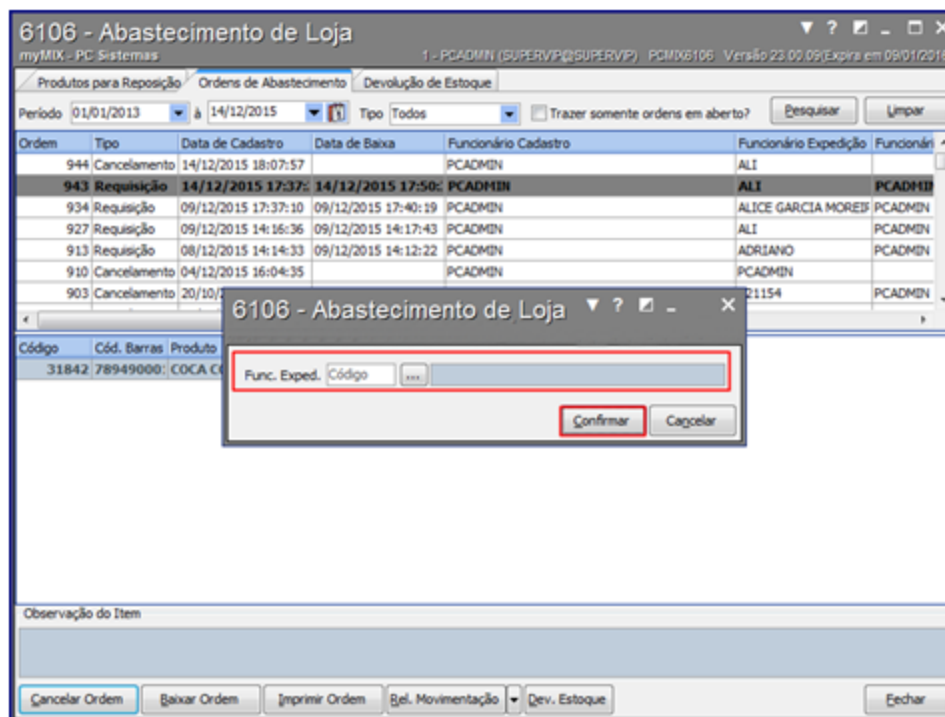 6106 - Abastecimento de Loja
myMIX - PC Sistemas 1 - PCADMIN (SUPERVIP@SUPERVIP) PCMIX6106 Versão 23.00.09(Expira em 09/01/2016
Produtos para Reposição Ordens de Abastecimento Devolução de Estoque
Período 01/01/2013 à 14/12/2015 Tipo Todos Trazer somente ordens em aberto? Pesquisar Limpar
Ordem Tipo Data de Cadastro Data de Baixa Funcionário Cadastro Funcionário Expedição Funcionári
944 Cancelamento 14/12/2015 18:07:57 PCADMIN ALI
943 Requisição 14/12/2015 17:37: 14/12/2015 17:50: PCADMIN ALI PCADMIN
934 Requisição 09/12/2015 17:37:10 09/12/2015 17:40:19 PCADMIN ALICE GARCIA MOREIF PCADMIN
927 Requisição 09/12/2015 14:16:36 09/12/2015 14:17:43 PCADMIN ALI PCADMIN
913 Requisição 08/12/2015 14:14:33 09/12/2015 14:12:22 PCADMIN ADRIANO PCADMIN
910 Cancelamento 04/12/2015 16:04:35 PCADMIN PCADMIN
903 Cancelamento 20/10/ 21154 PCADMIN
6106 - Abastecimento de Loja
Código Cód. Barras Produto
31842 78949000: COCA CO
Func. Exped. Código ...
Confirmar Cancelar
Observação do Item
Cancelar Ordem Baixar Ordem Imprimir Ordem Rel. Movimentação Dev. Estoque Fechar